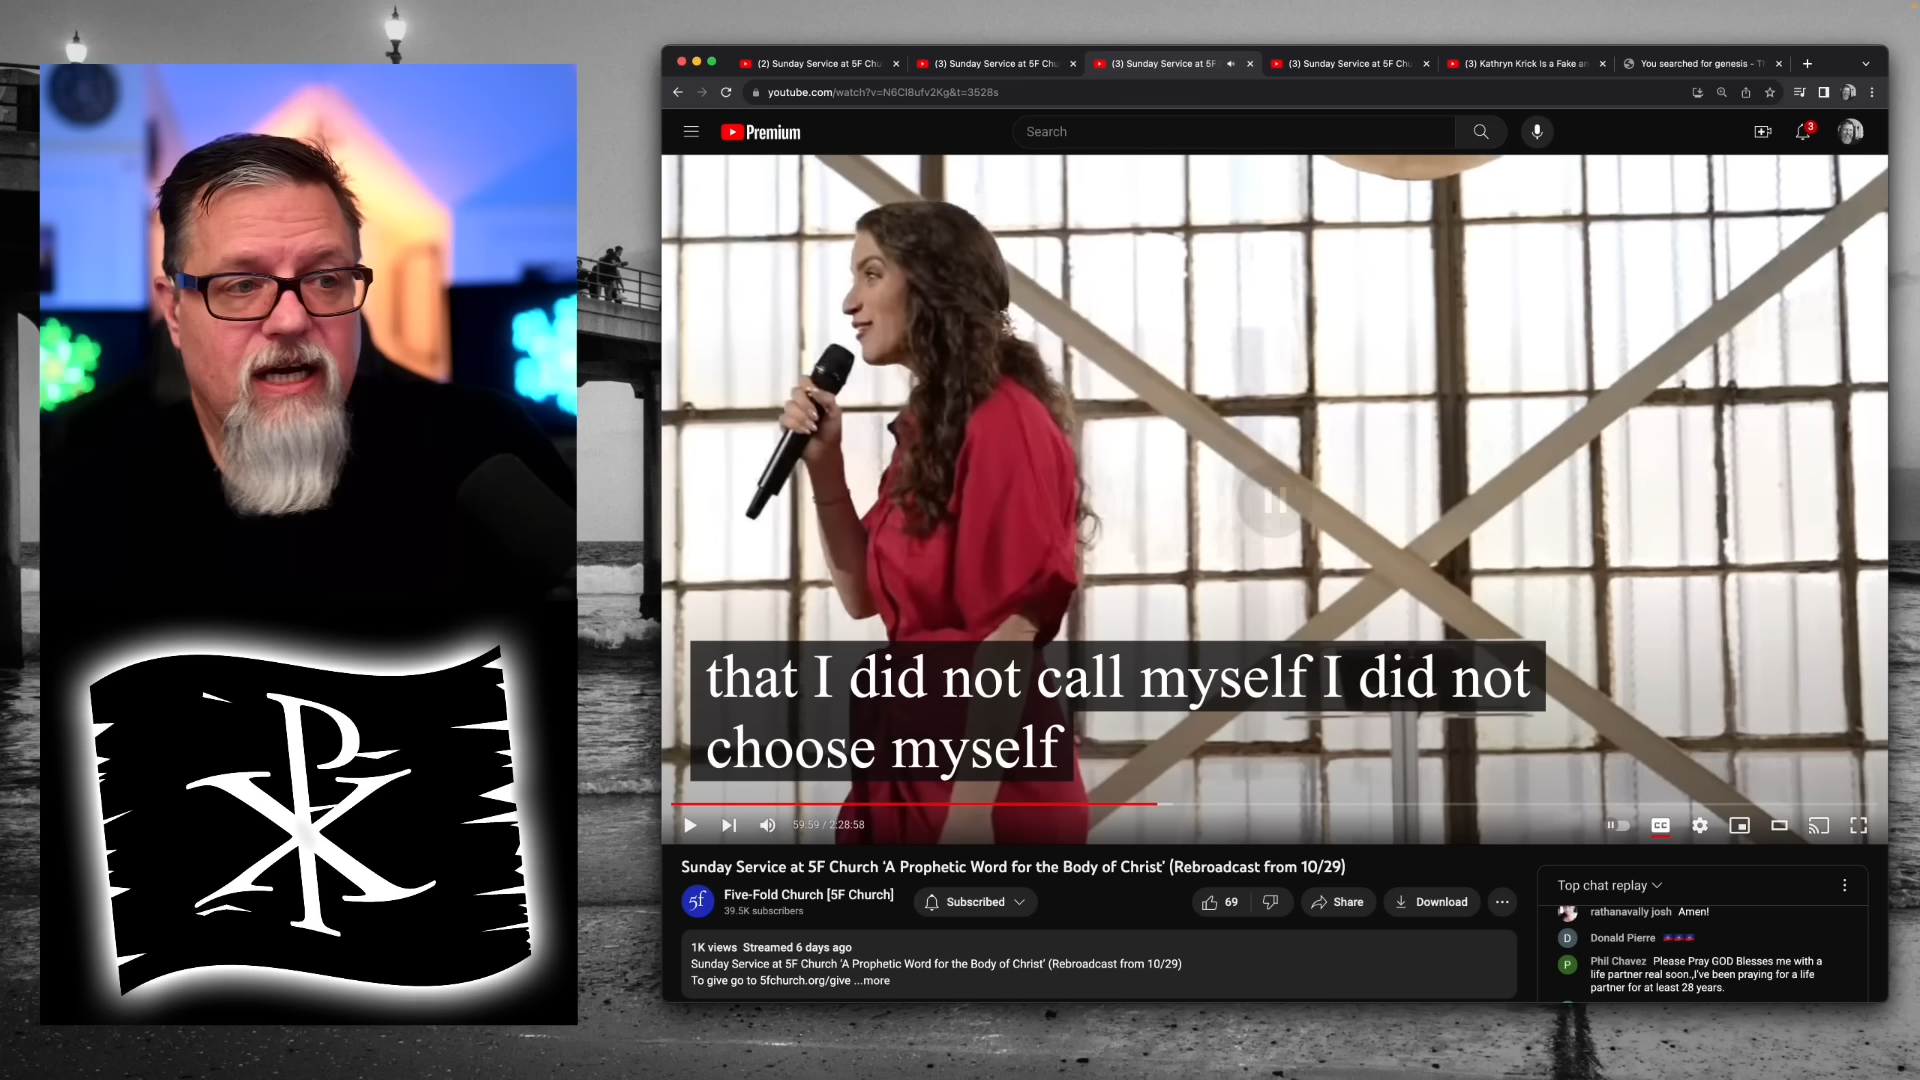 (2) Sunday Service at 5F Chu
(3) Sunday Service at 5F Chu
(3) Sunday Service at 5F
(3) Sunday Service at 5F Chu
(3) Kathryn Krick Is a Fake an
You searched for genesis - Th
youtube.com/watch?v=N6Cl8ufv2Kg&t=3528s
Premium
Search
3
that I did not call myself I did not
choose myself
59:59 / 2:28:58
CC
Sunday Service at 5F Church 'A Prophetic Word for the Body of Christ' (Rebroadcast from 10/29)
5f
Five-Fold Church [5F Church]
39.5K subscribers
Subscribed
69
Share
Download
1K views Streamed 6 days ago
Sunday Service at 5F Church 'A Prophetic Word for the Body of Christ' (Rebroadcast from 10/29)
To give go to 5fchurch.org/give ...more
Top chat replay
rathanavally josh Amen!
D Donald Pierre
P Phil Chavez Please Pray GOD Blesses me with a
life partner real soon.,I've been praying for a life
partner for at least 28 years.